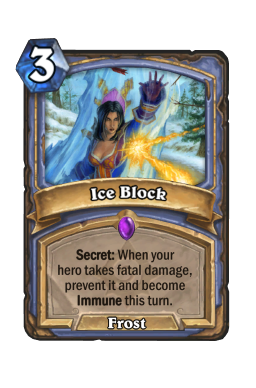 3
Ice Block
Secret: When your
hero takes fatal damage,
prevent it and become
Immune this turn.
Frost